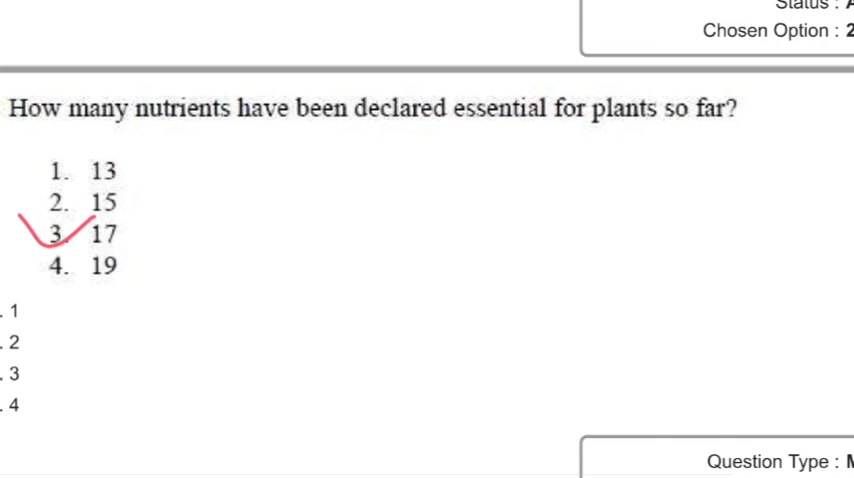 Status :
Chosen Option : 2
How many nutrients have been declared essential for plants so far?
1. 13
2. 15
3. 17
4. 19
. 1
. 2
. 3
. 4
Question Type :